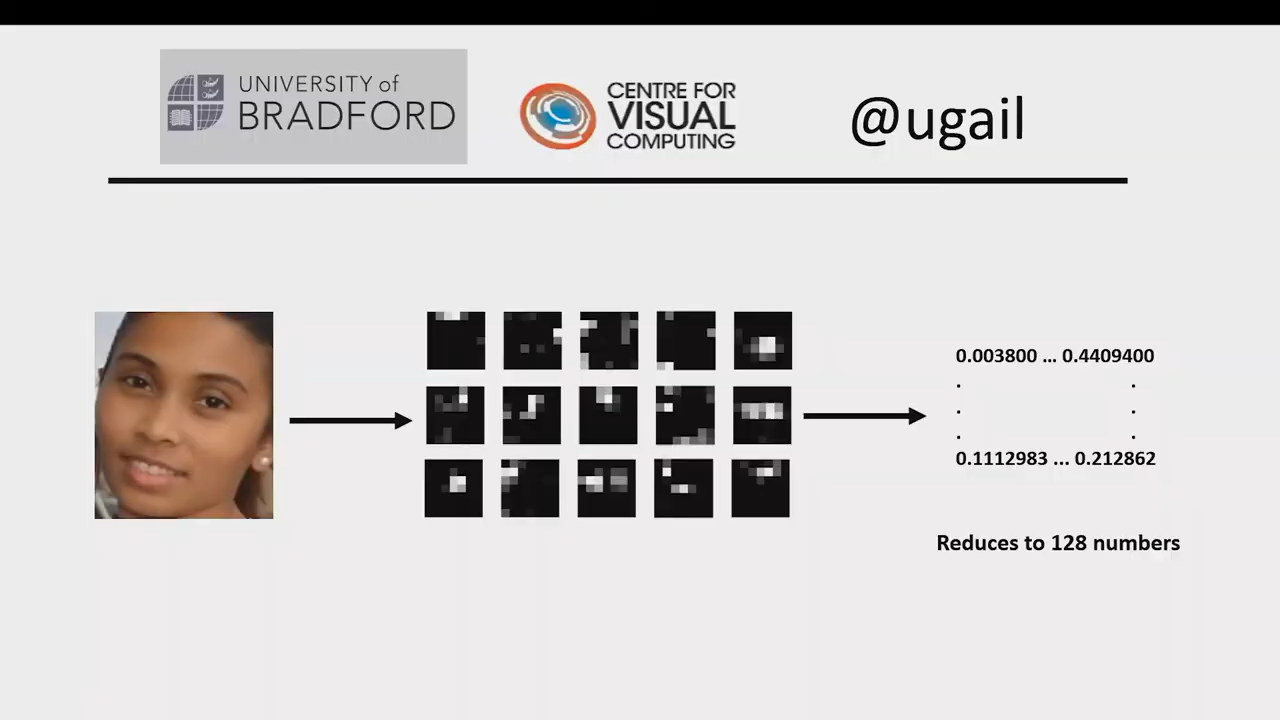 UNIVERSITY of
BRADFORD
CENTRE FOR
VISUAL
COMPUTING
@ugail
0.003800 ... 0.4409400
. .
. .
. .
0.1112983 ... 0.212862
Reduces to 128 numbers